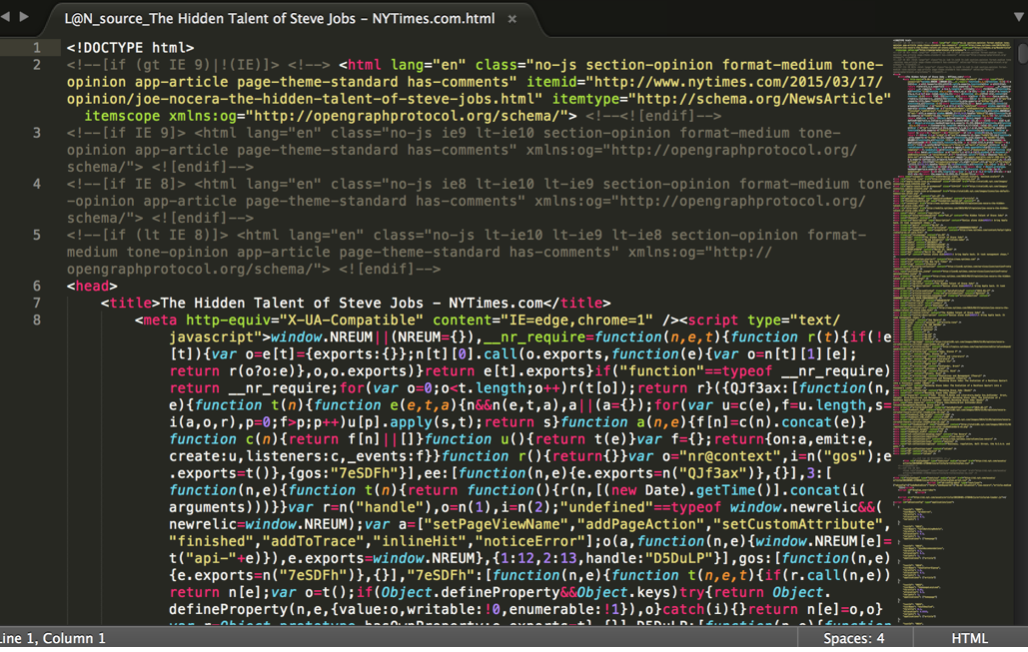 L@N_source_The Hidden Talent of Steve Jobs – NYTimes.com.html ×
1 <!DOCTYPE html>
2 <!--[if (gt IE 9)|!(IE)]> <!--> <html lang="en" class="no-js section-opinion format-medium tone-
opinion app-article page-theme-standard has-comments" itemid="http://www.nytimes.com/2015/03/17/
opinion/joe-nocera-the-hidden-talent-of-steve-jobs.html" itemtype="http://schema.org/NewsArticle"
itemscope xmlns:og="http://opengraphprotocol.org/schema/"> <!--<![endif]-->
3 <!--[if IE 9]> <html lang="en" class="no-js ie9 lt-ie10 section-opinion format-medium tone-
opinion app-article page-theme-standard has-comments" xmlns:og="http://opengraphprotocol.org/
schema/"> <![endif]-->
4 <!--[if IE 8]> <html lang="en" class="no-js ie8 lt-ie10 lt-ie9 section-opinion format-medium tone
-opinion app-article page-theme-standard has-comments" xmlns:og="http://opengraphprotocol.org/
schema/"> <![endif]-->
5 <!--[if (lt IE 8)]> <html lang="en" class="no-js lt-ie10 lt-ie9 lt-ie8 section-opinion format-
medium tone-opinion app-article page-theme-standard has-comments" xmlns:og="http://
opengraphprotocol.org/schema/"> <![endif]-->
6 <head>
7 <title>The Hidden Talent of Steve Jobs – NYTimes.com</title>
8 <meta http-equiv="X-UA-Compatible" content="IE=edge,chrome=1" /><script type="text/
javascript">window.NREUM||(NREUM={}),__nr_require=function(n,e,t){function r(t){if(!e
[t]){var o=e[t]={exports:{}};n[t][0].call(o.exports,function(e){var o=n[t][1][e];
return r(o?o:e)},o,o.exports)}return e[t].exports}if("function"==typeof __nr_require)
return __nr_require;for(var o=0;o<t.length;o++)r(t[o]);return r}({QJf3ax:[function(n,
e){function t(n){function e(e,t,a){n&&n(e,t,a),a||(a={});for(var u=c(e),f=u.length,s=
i(a,o,r),p=0;f>p;p++)u[p].apply(s,t);return s}function a(n,e){f[n]=c(n).concat(e)}
function c(n){return f[n]||[]}function u(){return t(e)}var f={};return{on:a,emit:e,
create:u,listeners:c,_events:f}}function r(){return{}}var o="nr@context",i=n("gos");e
.exports=t()},{gos:"7eSDFh"}],ee:[function(n,e){e.exports=n("QJf3ax")},{}],3:[
function(n,e){function t(n){return function(){r(n,[(new Date).getTime()].concat(i(
arguments)))}}var r=n("handle"),o=n(1),i=n(2);"undefined"==typeof window.newrelic&&(
newrelic=window.NREUM);var a=["setPageViewName","addPageAction","setCustomAttribute",
"finished","addToTrace","inlineHit","noticeError"];o(a,function(n,e){window.NREUM[e]=
t("api-"+e)}),e.exports=window.NREUM},{1:12,2:13,handle:"D5DuLP"}],gos:[function(n,e)
{e.exports=n("7eSDFh")},{}],"7eSDFh":[function(n,e){function t(n,e,t){if(r.call(n,e))
return n[e];var o=t();if(Object.defineProperty&&Object.keys)try{return Object.
defineProperty(n,e,{value:o,writable:!0,enumerable:!1}),o}catch(i){}return n[e]=o,o}
var r=Object.prototype.hasOwnProperty;e.exports=t},{}],D5DuLP:[function(n,e){function
Line 1, Column 1
Spaces: 4
HTML